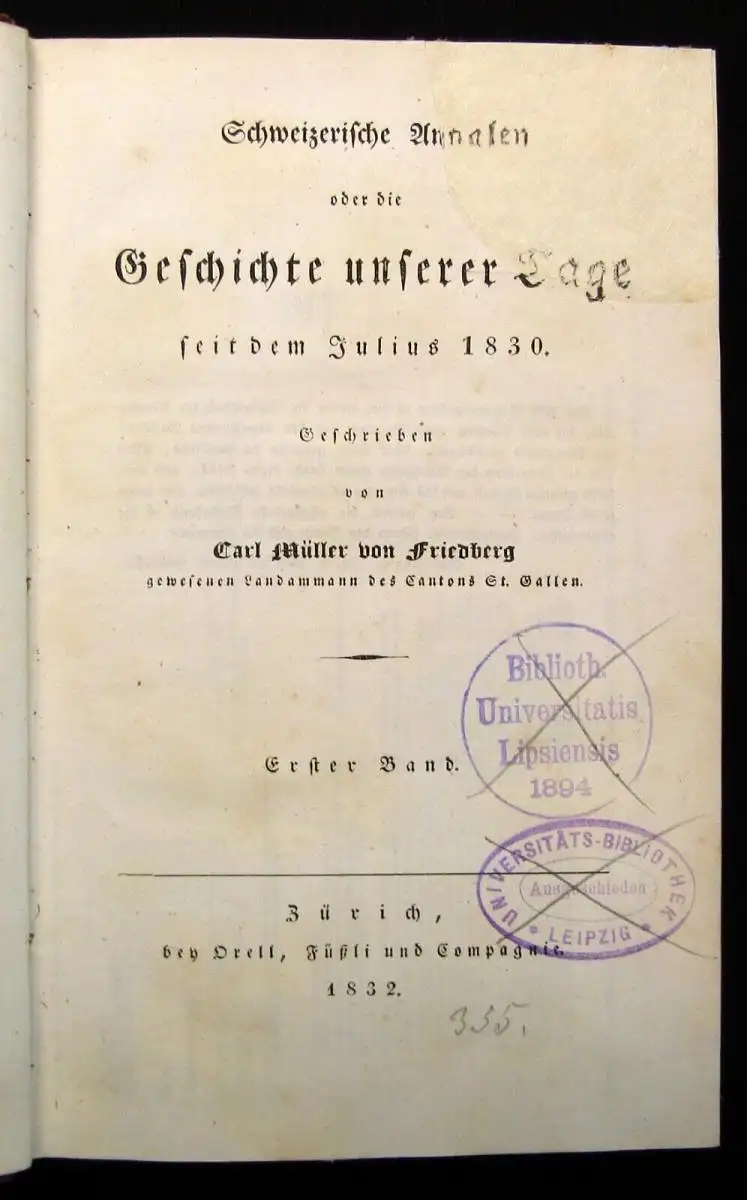 Schweizerische Annalen
oder die
Geschichte unserer Tage
seit dem Julius 1830.
Geschrieben
von
Carl Müller von Friedberg
gewesenen Landammann des Cantons St. Gallen.
Biblioth.
Universitatis
Lipsiensis
1894
Erster Band.
UNIVERSITÄTS-BIBLIOTHEK
Ausgeschieden
* LEIPZIG *
Zürich,
bey Orell, Füßli und Compagnie.
1832.
355.